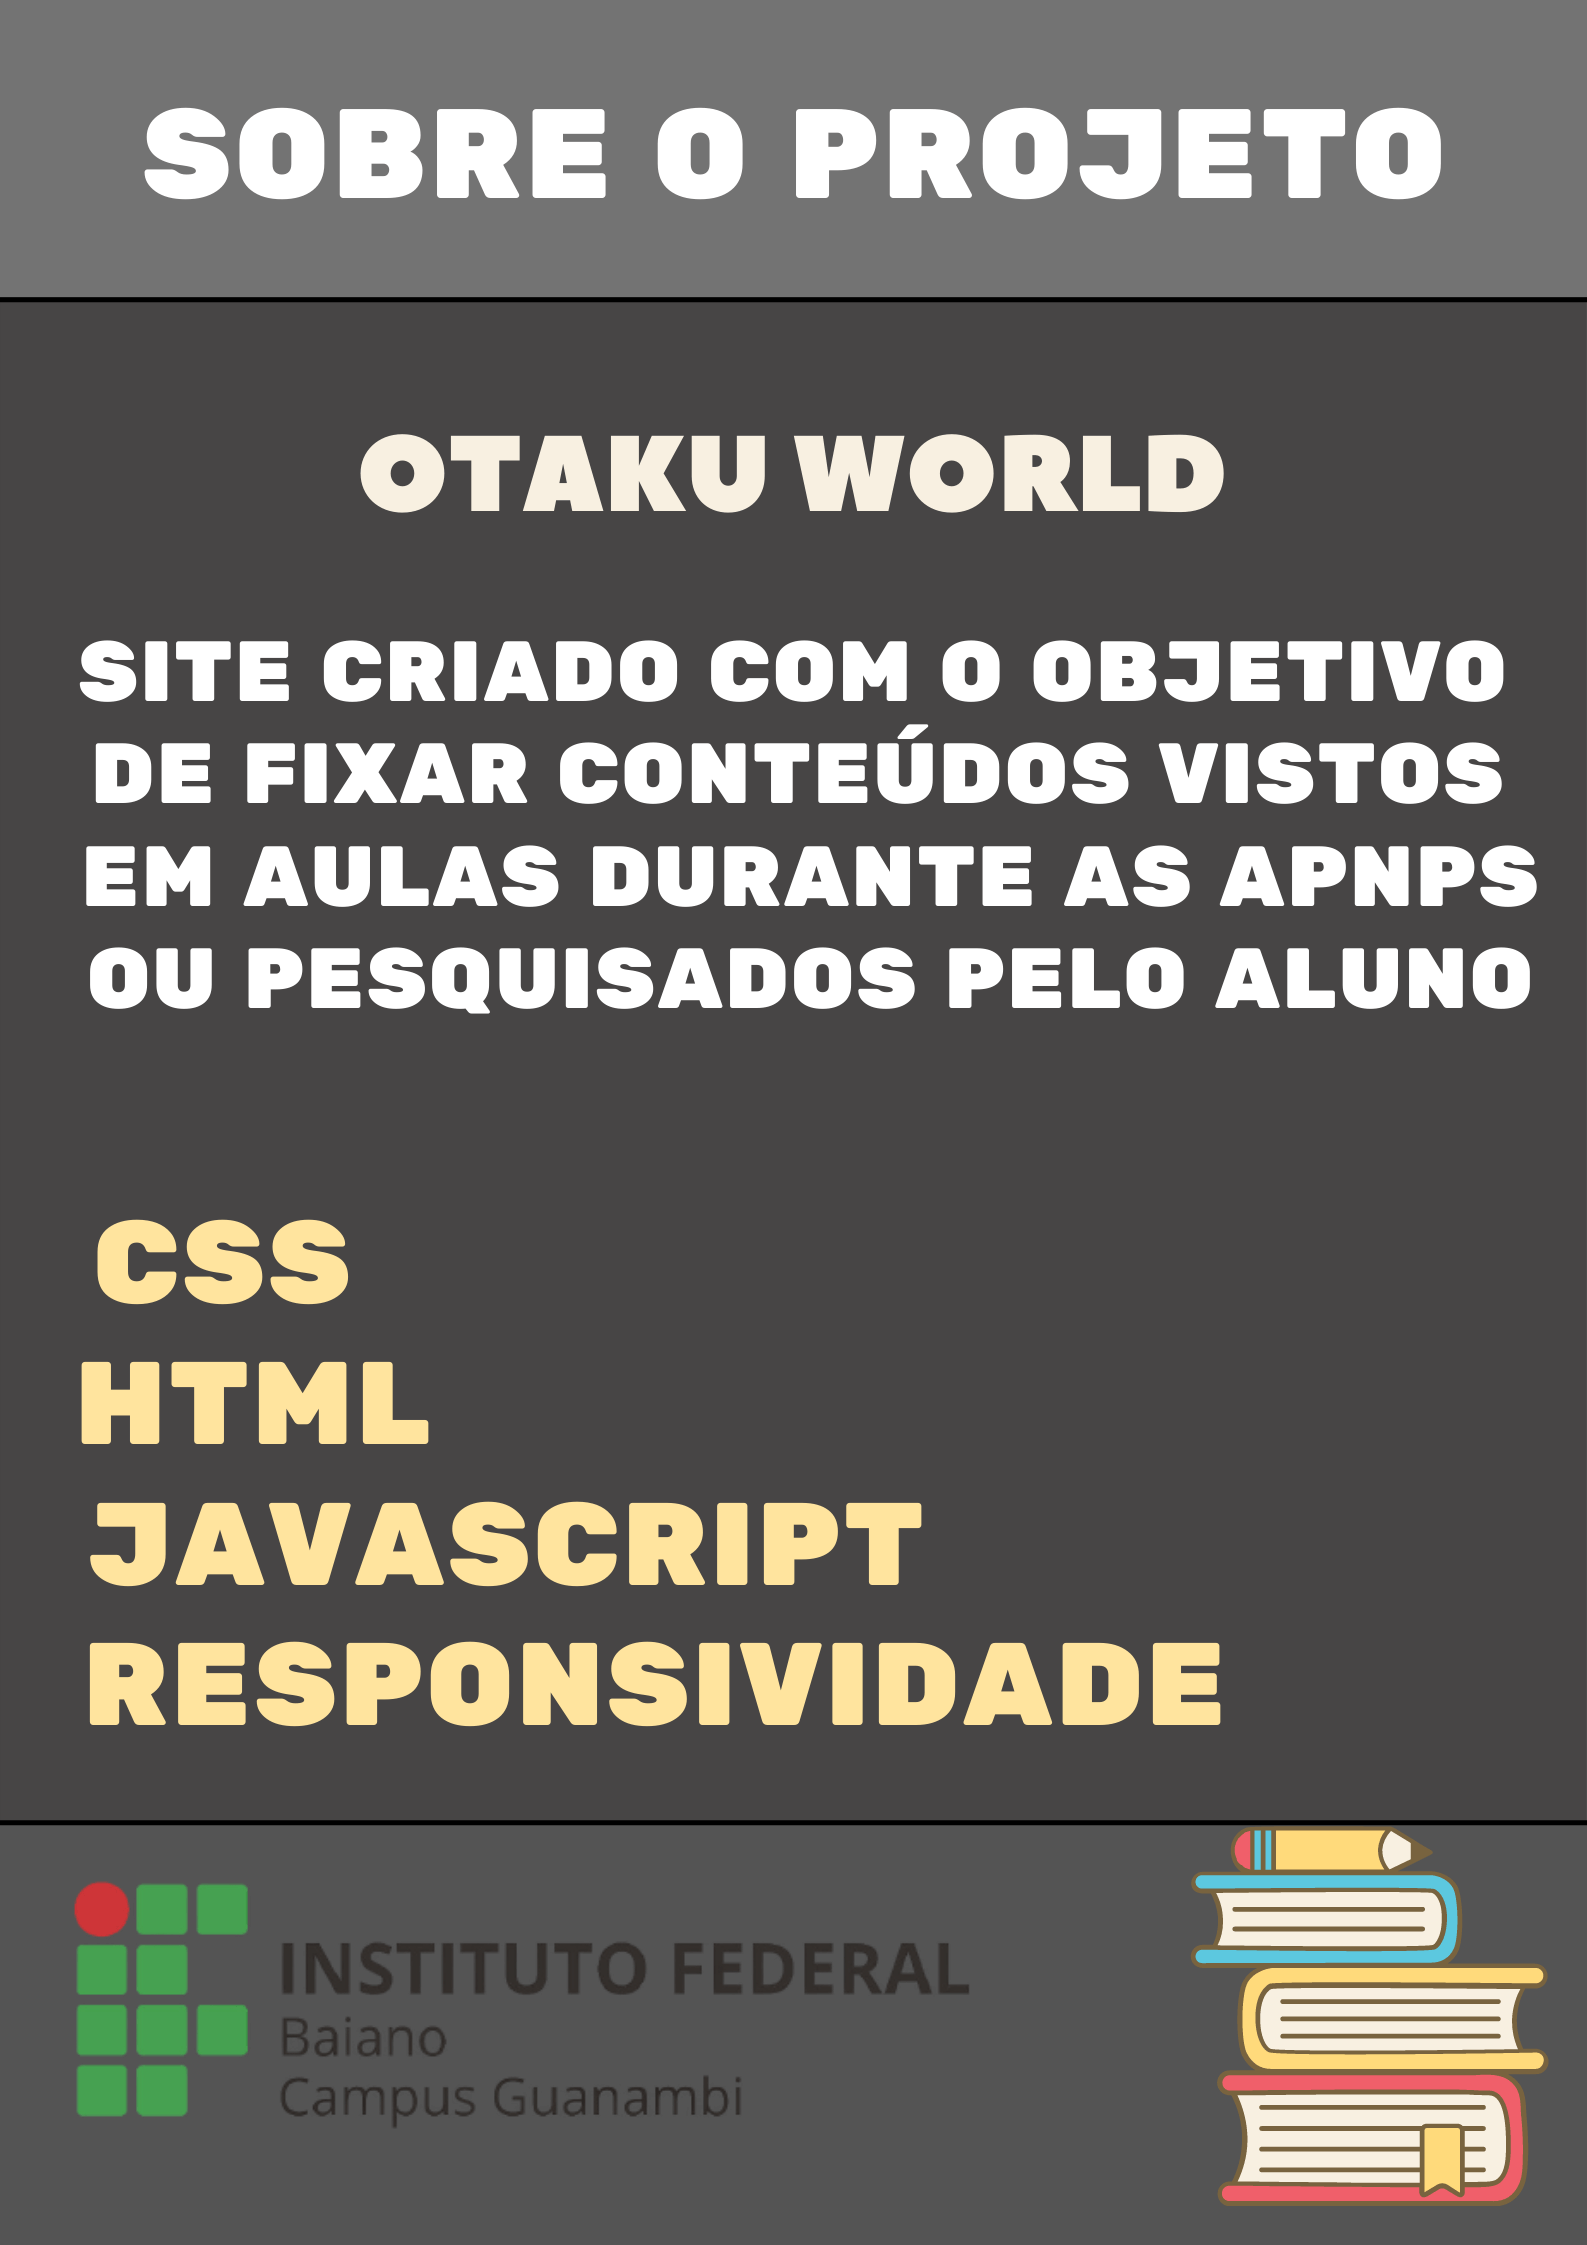 SOBRE O PROJETO
OTAKU WORLD
SITE CRIADO COM O OBJETIVO
DE FIXAR CONTEÚDOS VISTOS
EM AULAS DURANTE AS APNPS
OU PESQUISADOS PELO ALUNO
CSS
HTML
JAVASCRIPT
RESPONSIVIDADE
INSTITUTO FEDERAL
Baiano
Campus Guanambi